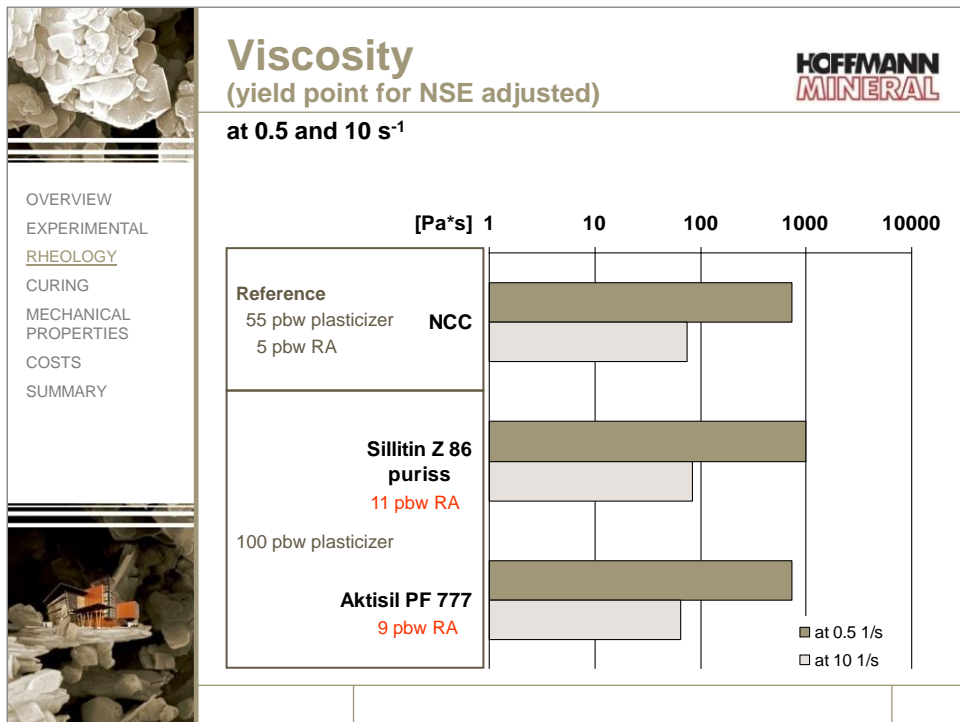 Viscosity
(yield point for NSE adjusted)
HOFFMANN
MINERAL
at 0.5 and 10 s-1
OVERVIEW
EXPERIMENTAL
RHEOLOGY
CURING
MECHANICAL
PROPERTIES
COSTS
SUMMARY
[Pa*s] 1 10 100 1000 10000
Reference
55 pbw plasticizer
NCC
5 pbw RA
Sillitin Z 86
puriss
11 pbw RA
100 pbw plasticizer
Aktisil PF 777
9 pbw RA
at 0.5 1/s
at 10 1/s